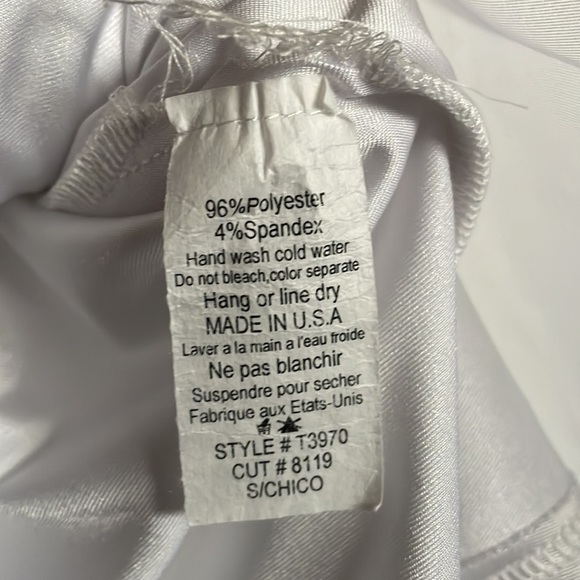 96%Polyester
4%Spandex
Hand wash cold water
Do not bleach,color separate
Hang or line dry
MADE IN U.S.A
Laver a la main a l'eau froide
Ne pas blanchir
Suspendre pour secher
Fabrique aux Etats-Unis
STYLE # T3970
CUT # 8119
S/CHICO